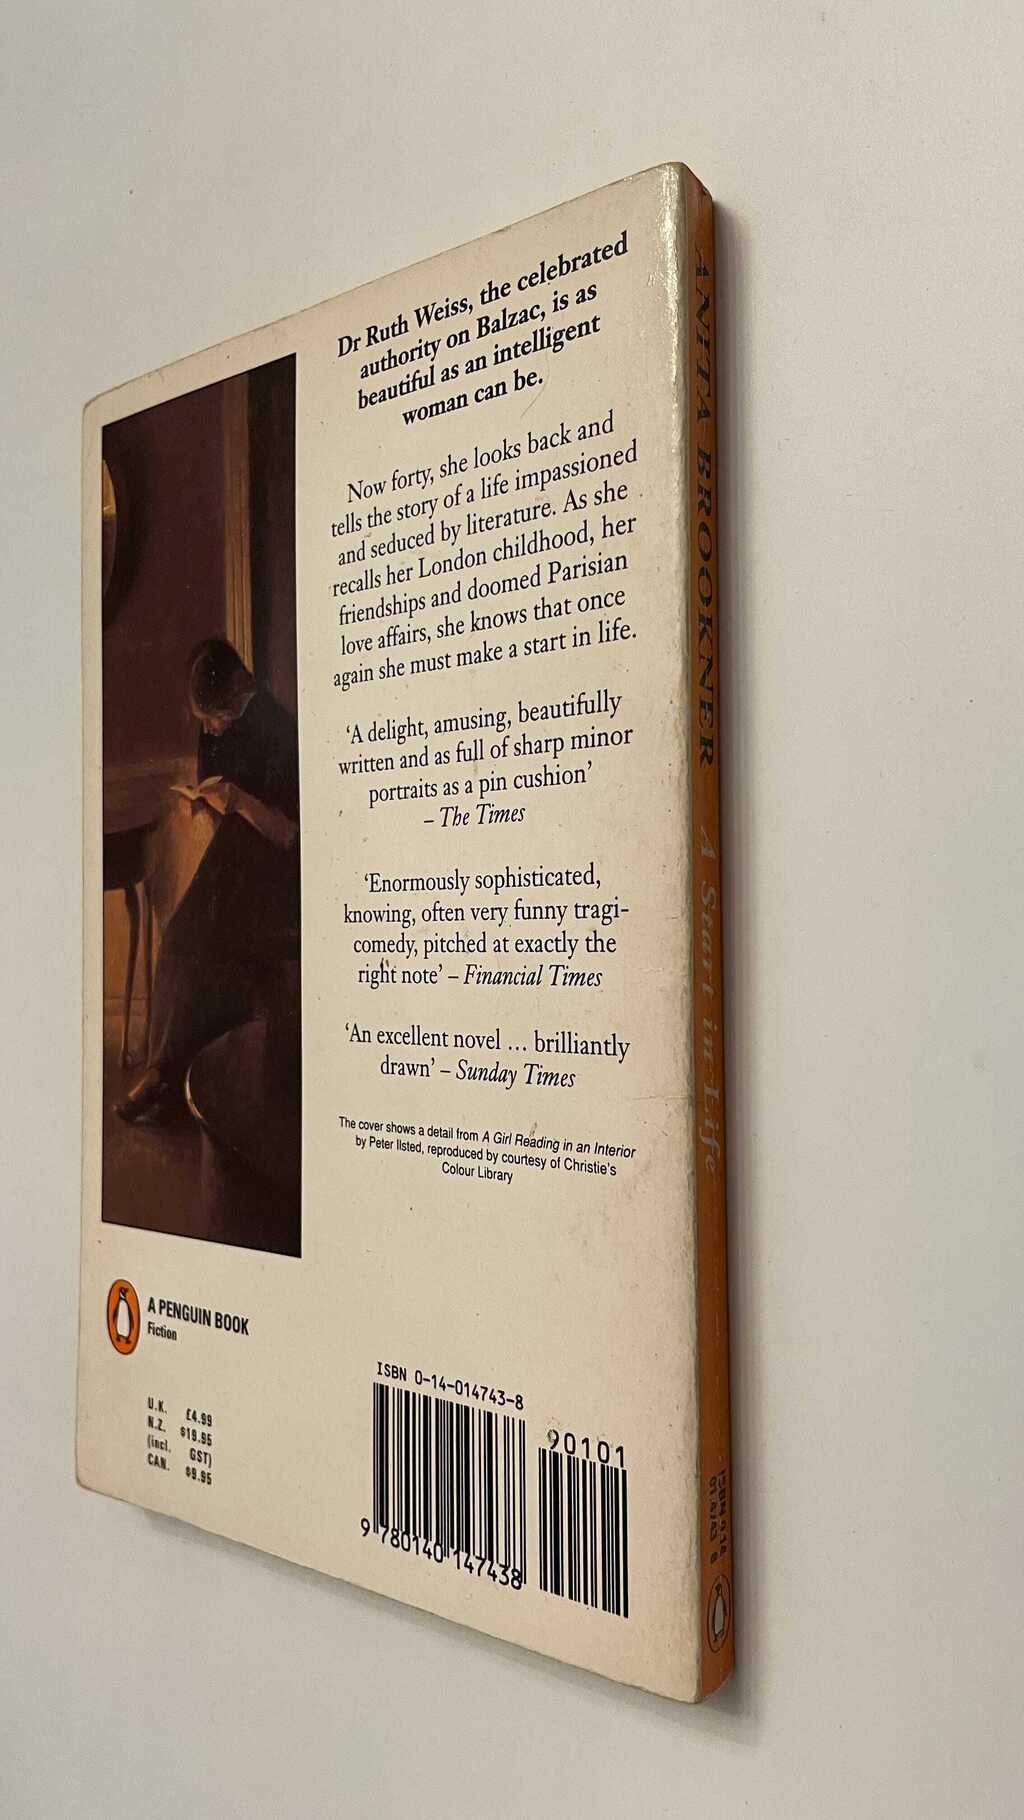 Dr Ruth Weiss, the celebrated
authority on Balzac, is as
beautiful as an intelligent
woman can be.
Now forty, she looks back and
tells the story of a life impassioned
and seduced by literature. As she
recalls her London childhood, her
friendships and doomed Parisian
love affairs, she knows that once
again she must make a start in life.
‘A delight, amusing, beautifully
written and as full of sharp minor
portraits as a pin cushion’
– The Times
‘Enormously sophisticated,
knowing, often very funny tragi-
comedy, pitched at exactly the
right note’ – Financial Times
‘An excellent novel … brilliantly
drawn’ – Sunday Times
The cover shows a detail from A Girl Reading in an Interior
by Peter Ilsted, reproduced by courtesy of Christie's
Colour Library
A PENGUIN BOOK
Fiction
U.K. £4.99
N.Z. $19.95
(incl. GST)
CAN. $9.95
ISBN 0-14-014743-8
90101
9 780140 147438
ANITA BROOKNER A Start in Life
ISBN 0 14
01.4743 8